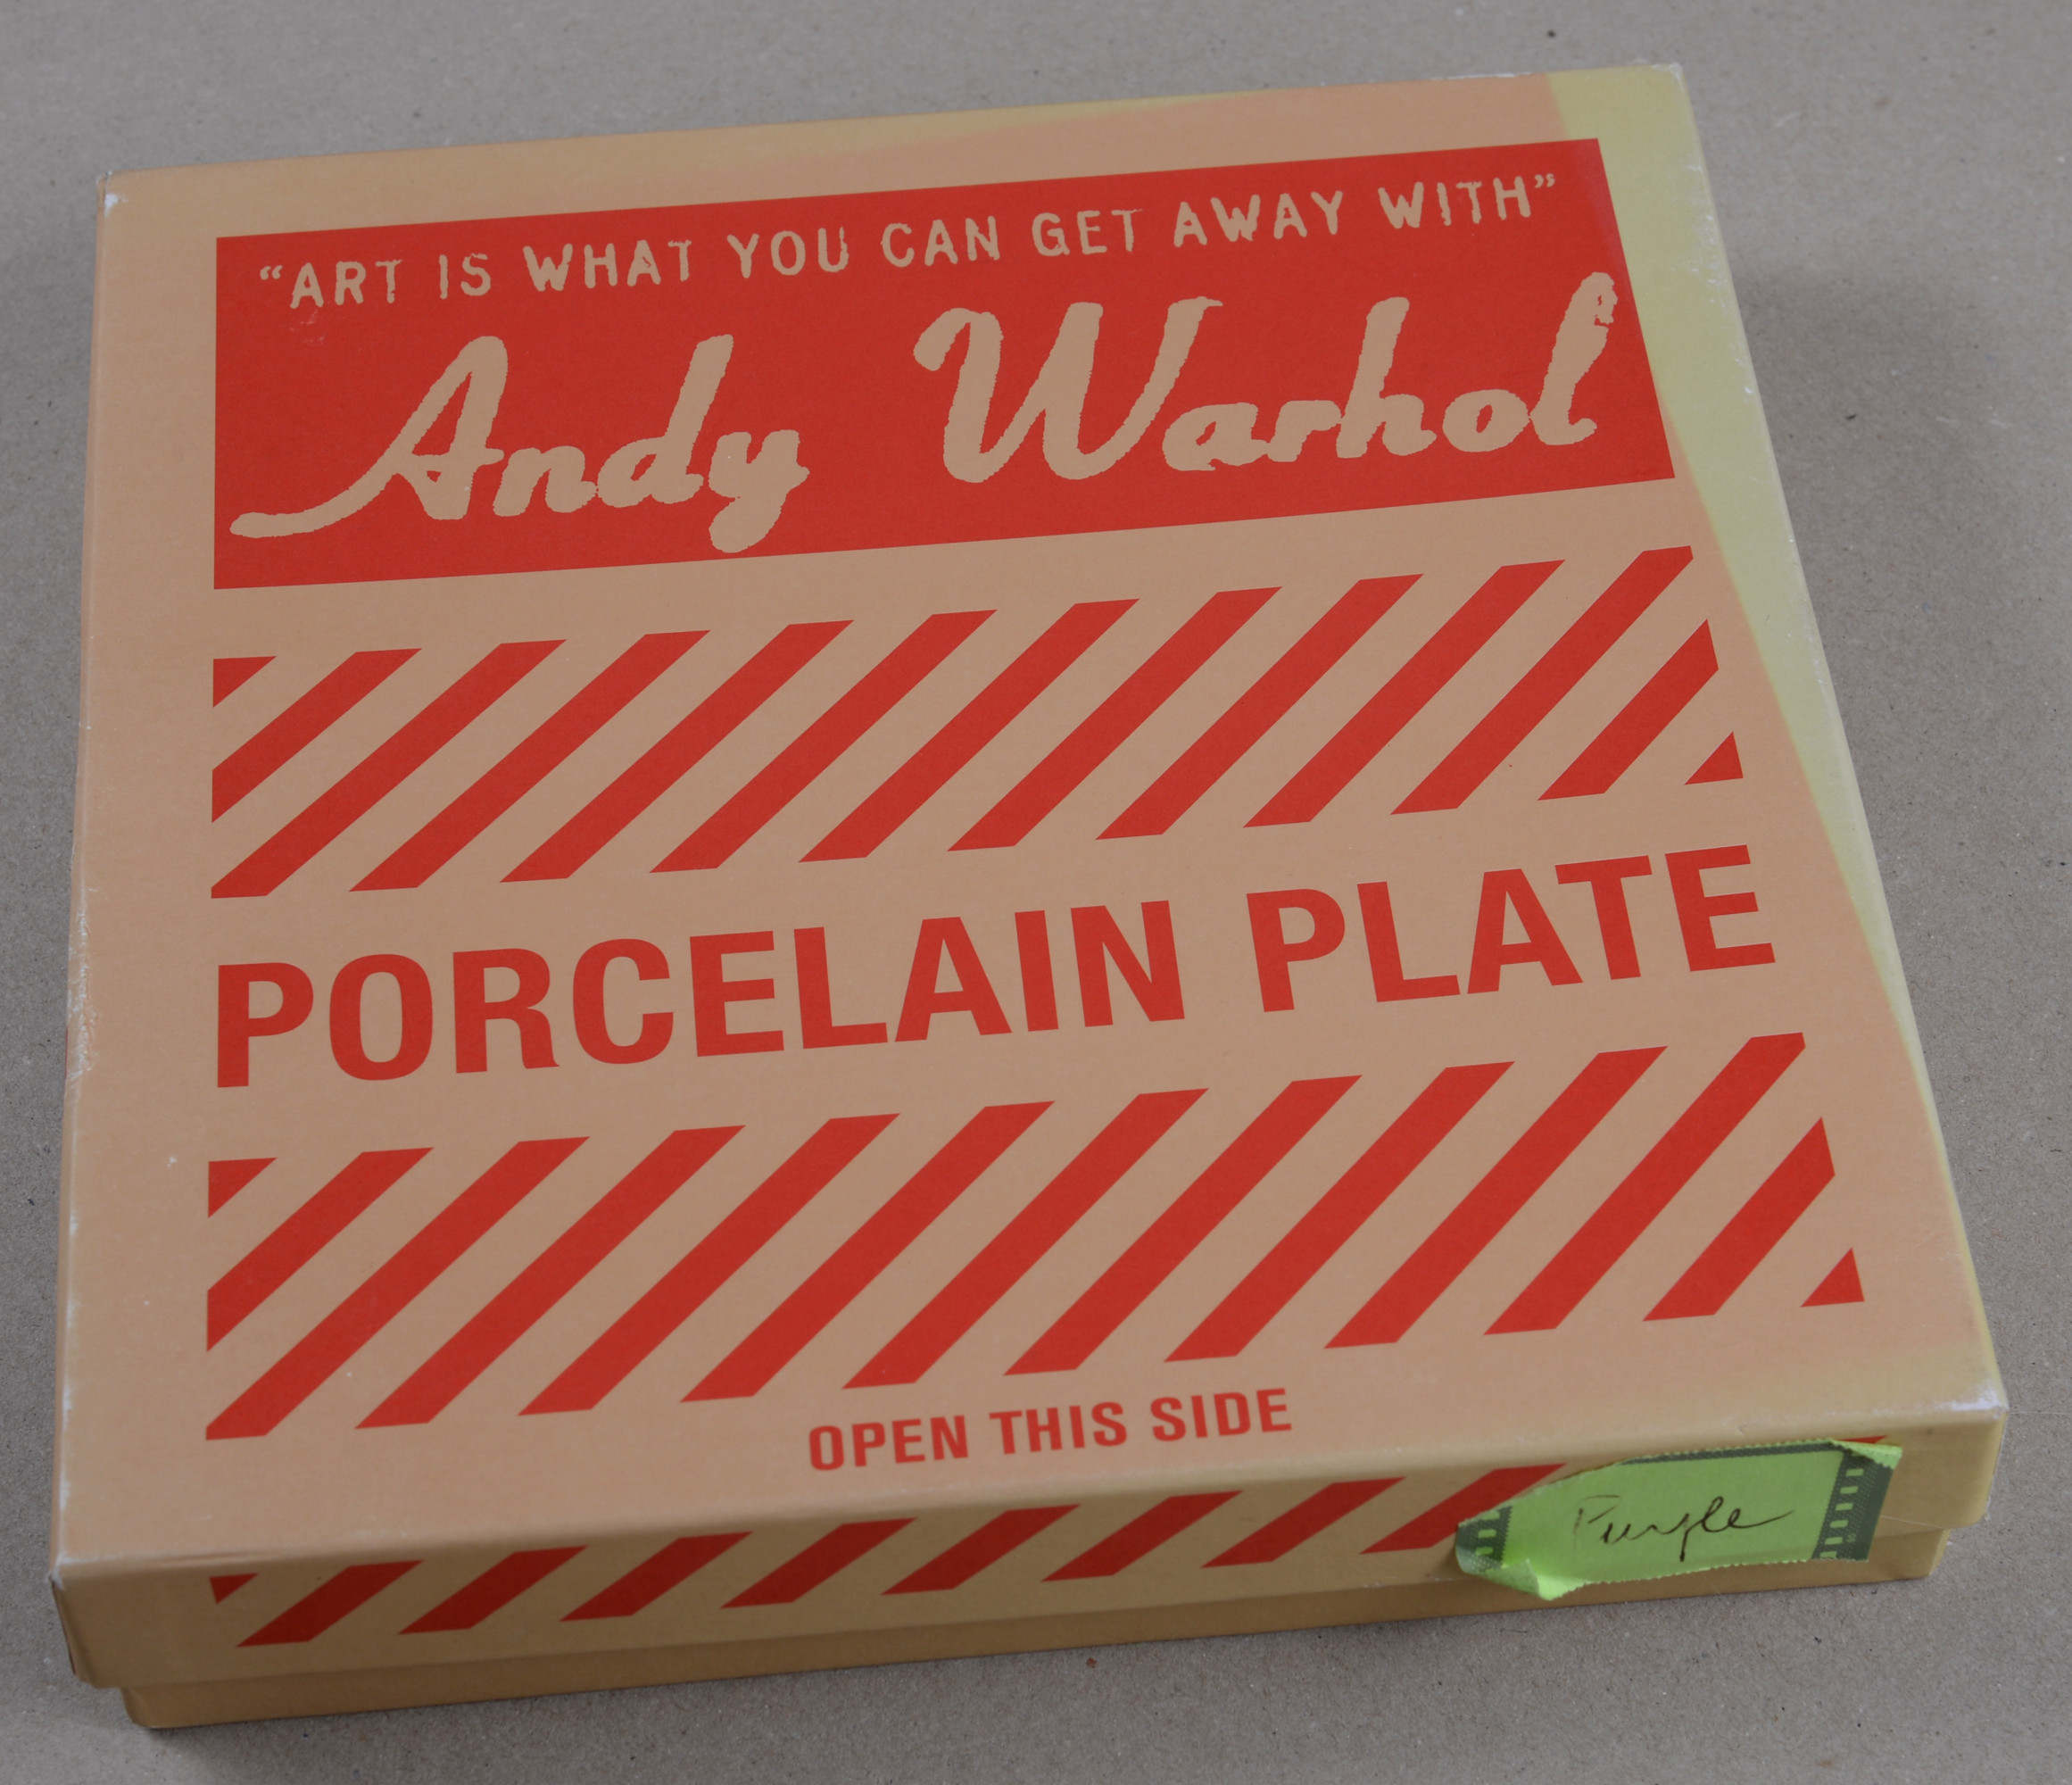 “ART IS WHAT YOU CAN GET AWAY WITH”
Andy Warhol
PORCELAIN PLATE
OPEN THIS SIDE
Purple